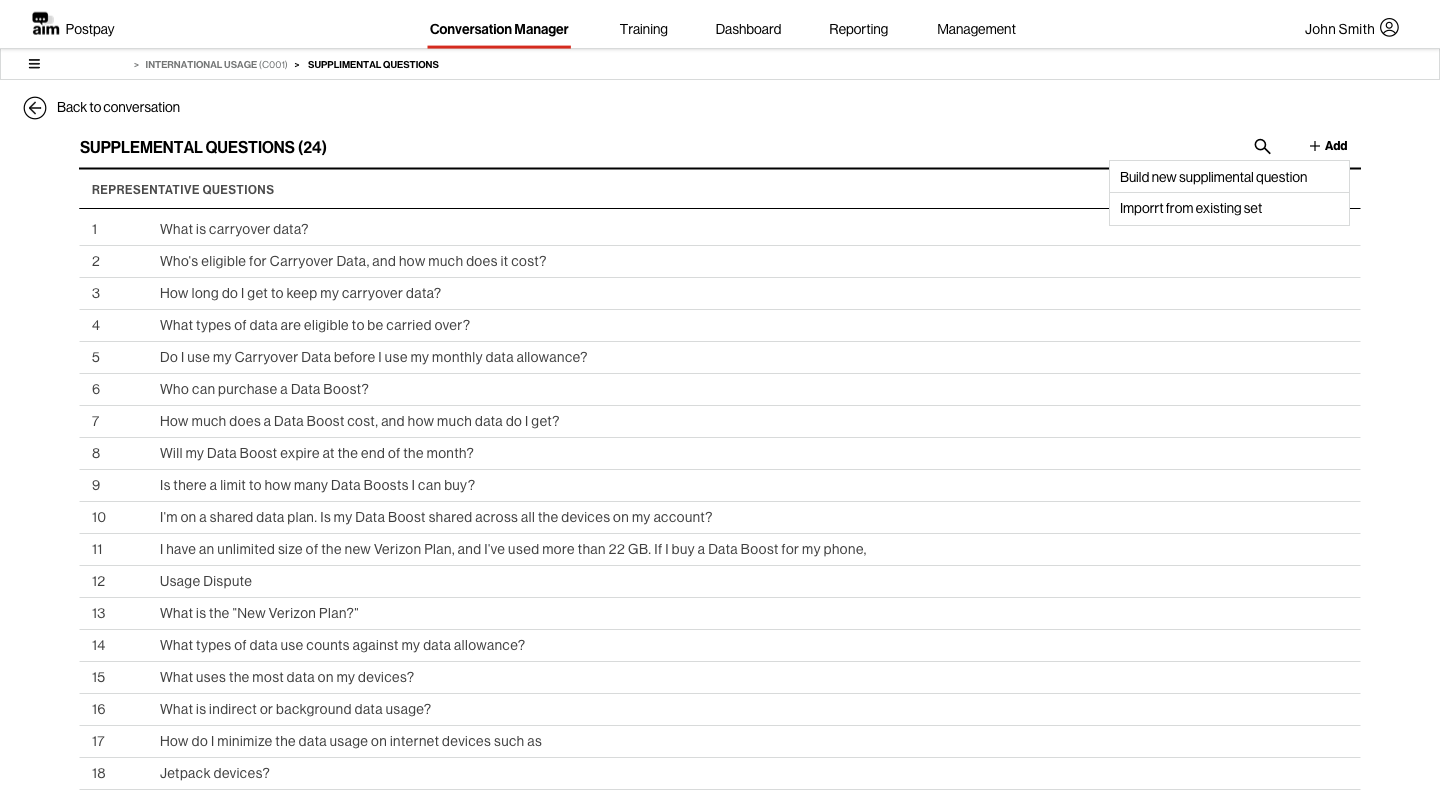 aim Postpay
Conversation Manager
Training
Dashboard
Reporting
Management
John Smith
> INTERNATIONAL USAGE (C001) > SUPPLIMENTAL QUESTIONS
Back to conversation
SUPPLEMENTAL QUESTIONS (24)
+ Add
Build new supplimental question
Imporrt from existing set
REPRESENTATIVE QUESTIONS
1 What is carryover data?
2 Who's eligible for Carryover Data, and how much does it cost?
3 How long do I get to keep my carryover data?
4 What types of data are eligible to be carried over?
5 Do I use my Carryover Data before I use my monthly data allowance?
6 Who can purchase a Data Boost?
7 How much does a Data Boost cost, and how much data do I get?
8 Will my Data Boost expire at the end of the month?
9 Is there a limit to how many Data Boosts I can buy?
10 I'm on a shared data plan. Is my Data Boost shared across all the devices on my account?
11 I have an unlimited size of the new Verizon Plan, and I've used more than 22 GB. If I buy a Data Boost for my phone,
12 Usage Dispute
13 What is the "New Verizon Plan?"
14 What types of data use counts against my data allowance?
15 What uses the most data on my devices?
16 What is indirect or background data usage?
17 How do I minimize the data usage on internet devices such as
18 Jetpack devices?